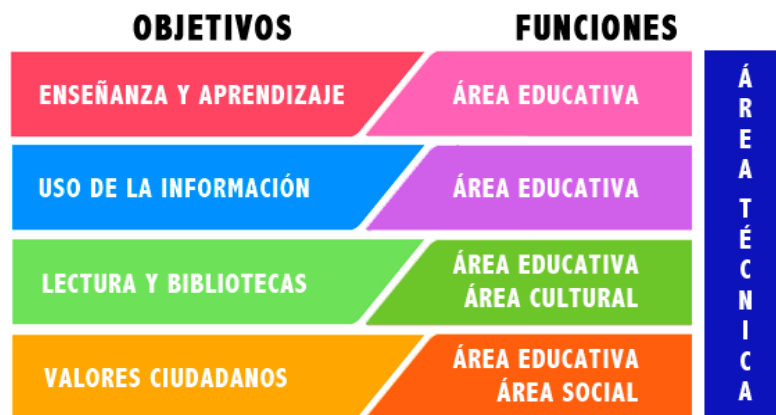 OBJETIVOS
FUNCIONES
ENSEÑANZA Y APRENDIZAJE
ÁREA EDUCATIVA
USO DE LA INFORMACIÓN
ÁREA EDUCATIVA
LECTURA Y BIBLIOTECAS
ÁREA EDUCATIVA
ÁREA CULTURAL
VALORES CIUDADANOS
ÁREA EDUCATIVA
ÁREA SOCIAL
ÁREA TÉCNICA